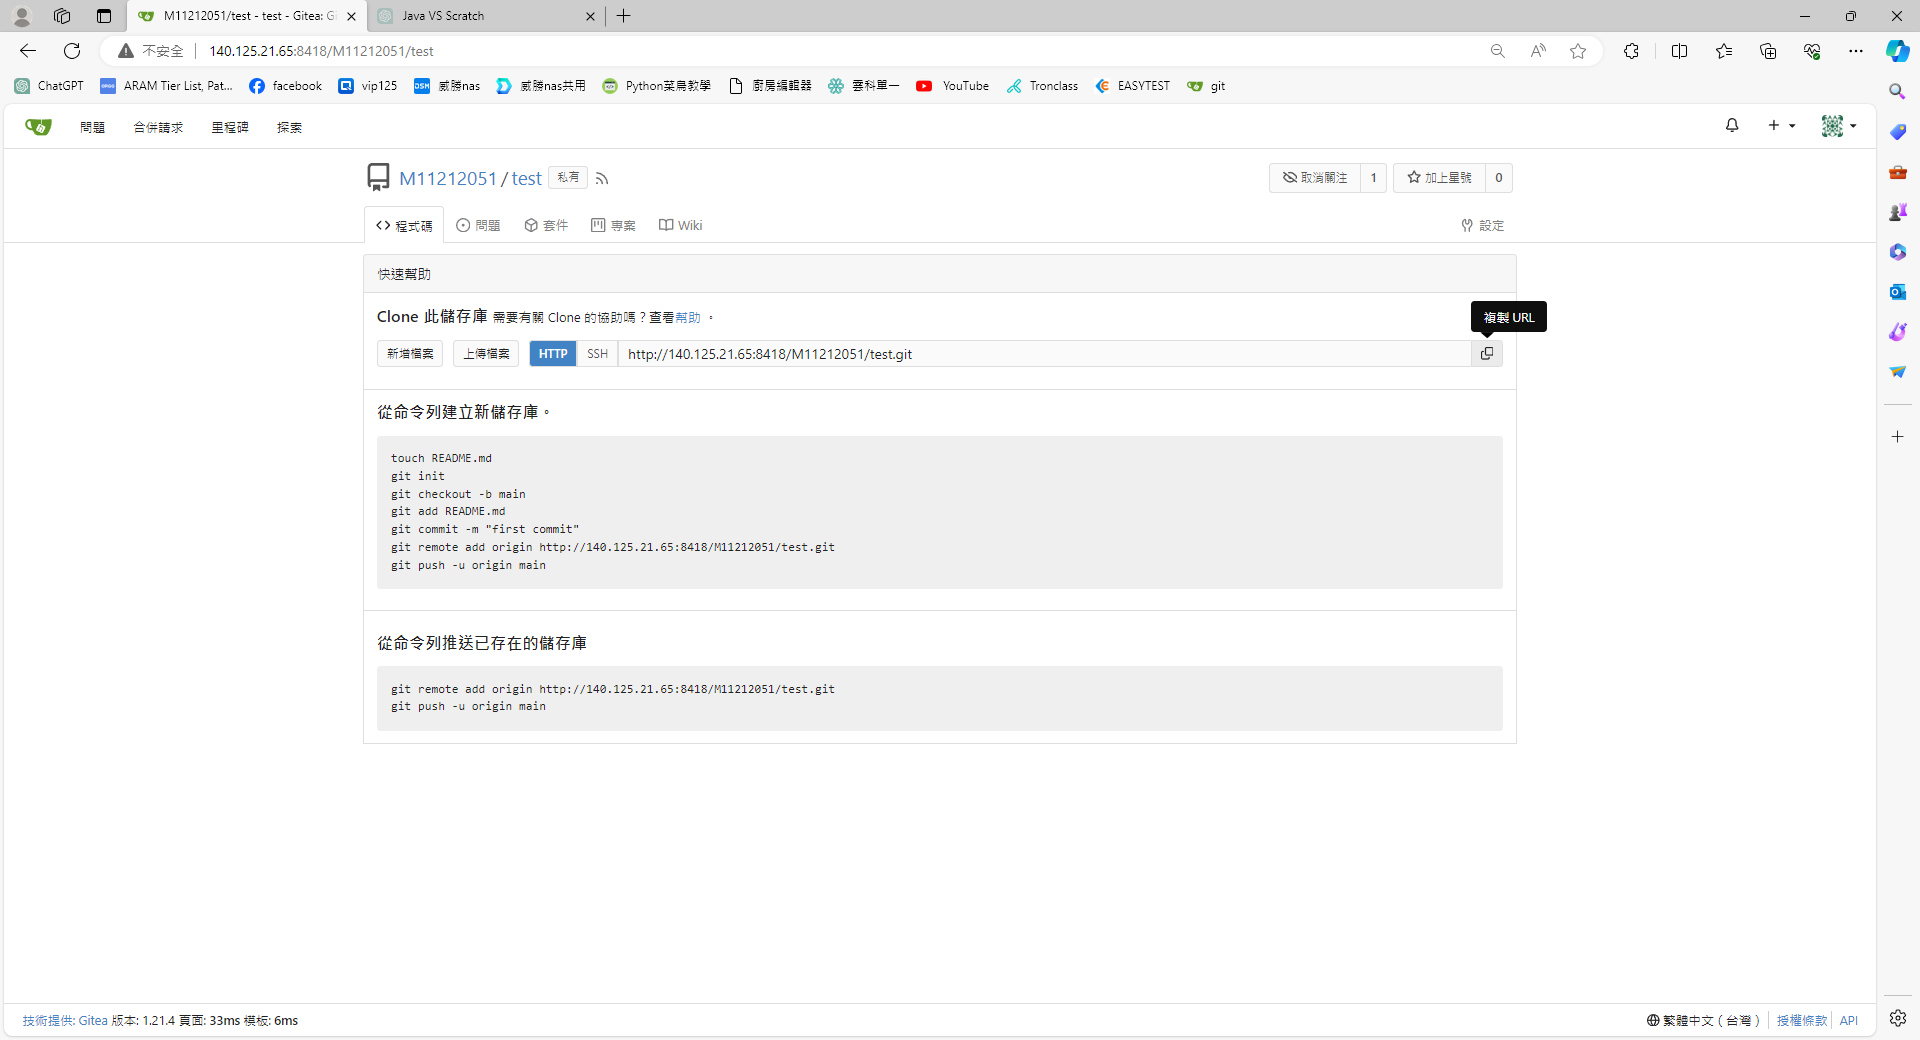 M11212051/test - test - Gitea: Gi
Java VS Scratch
不安全
140.125.21.65:8418/M11212051/test
ChatGPT
ARAM Tier List, Pat...
facebook
vip125
威勝nas
威勝nas共用
Python菜鳥教學
廚房編輯器
雲科單一
YouTube
Tronclass
EASYTEST
git
問題
合併請求
里程碑
探索
M11212051/test
私有
取消關注
1
加上星號
0
程式碼
問題
套件
專案
Wiki
設定
快速幫助
Clone 此儲存庫 需要有關 Clone 的協助嗎？查看幫助 。
複製 URL
新增檔案
上傳檔案
HTTP
SSH
http://140.125.21.65:8418/M11212051/test.git
從命令列建立新儲存庫。
touch README.md
git init
git checkout -b main
git add README.md
git commit -m "first commit"
git remote add origin http://140.125.21.65:8418/M11212051/test.git
git push -u origin main
從命令列推送已存在的儲存庫
git remote add origin http://140.125.21.65:8418/M11212051/test.git
git push -u origin main
技術提供: Gitea 版本: 1.21.4 頁面: 33ms 模板: 6ms
繁體中文（台灣）
授權條款
API